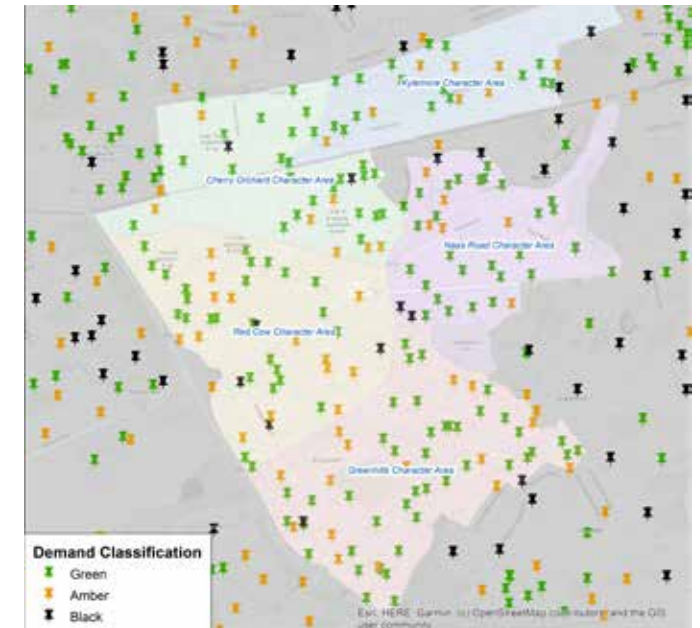 Kylemore Character Area
Cherry Orchard Character Area
Naas Road Character Area
Red Cow Character Area
Greenhills Character Area
Demand Classification
Green
Amber
Black
Esri, HERE, Garmin, (c) OpenStreetMap contributors, and the GIS
user community